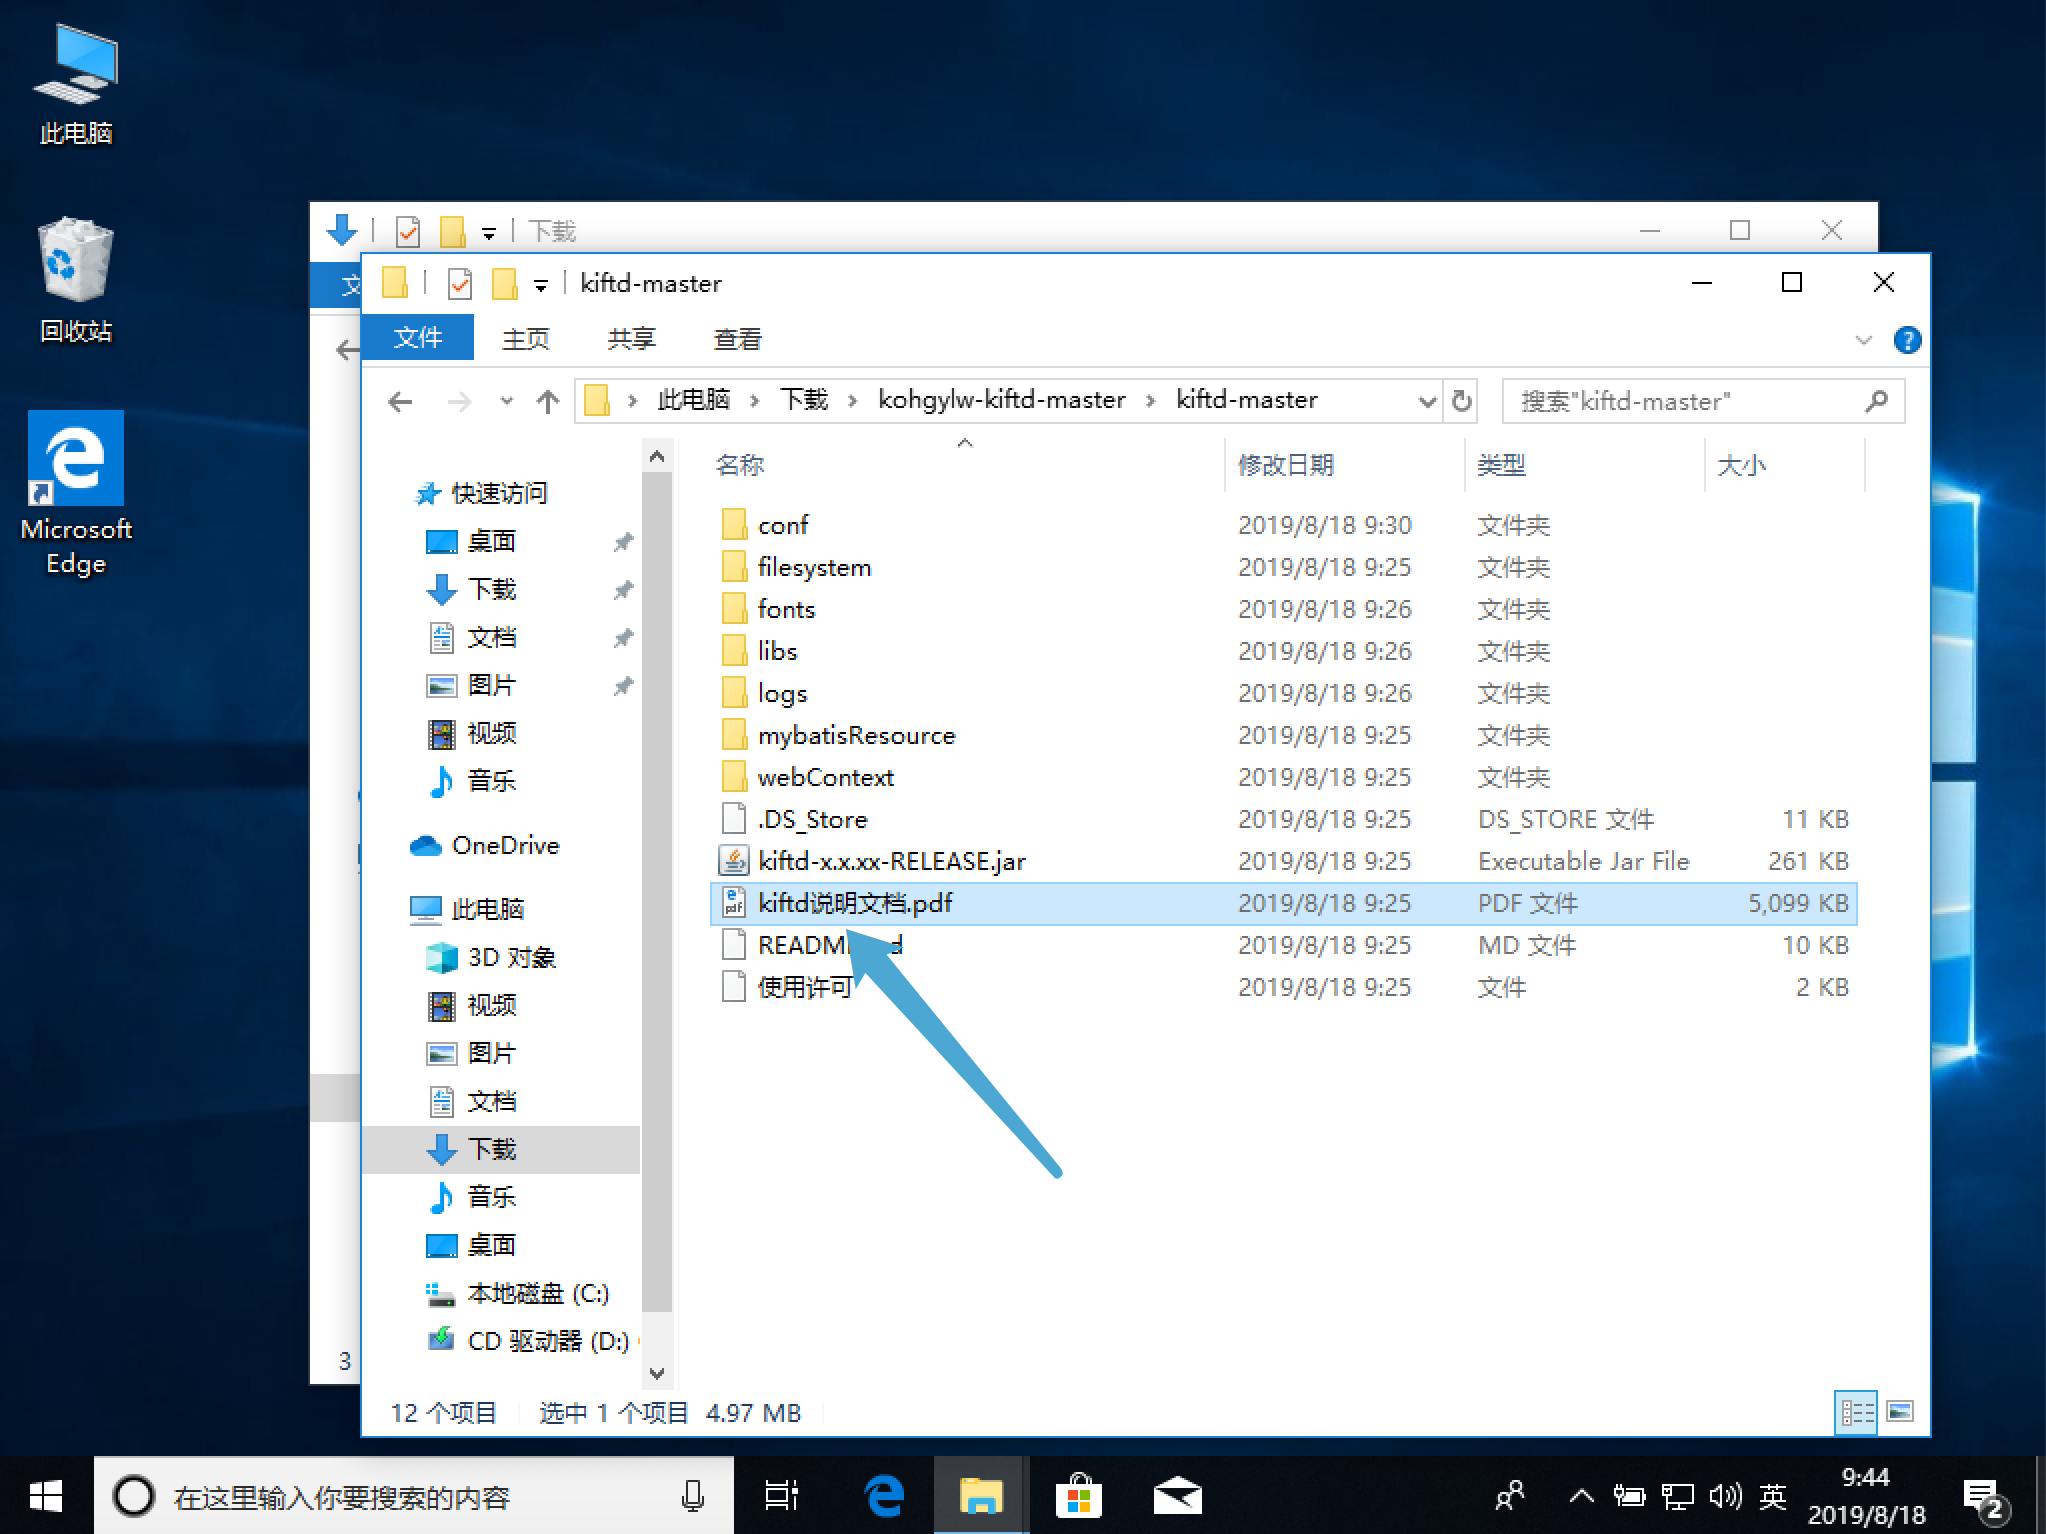 此电脑
回收站
Microsoft
Edge
下载
文
kiftd-master
文件 主页 共享 查看
此电脑 下载 kohgylw-kiftd-master kiftd-master
搜索"kiftd-master"
快速访问
桌面
下载
文档
图片
视频
音乐
OneDrive
此电脑
3D 对象
视频
图片
文档
下载
音乐
桌面
本地磁盘 (C:)
CD 驱动器 (D:)
名称 修改日期 类型 大小
conf 2019/8/18 9:30 文件夹
filesystem 2019/8/18 9:25 文件夹
fonts 2019/8/18 9:26 文件夹
libs 2019/8/18 9:26 文件夹
logs 2019/8/18 9:26 文件夹
mybatisResource 2019/8/18 9:25 文件夹
webContext 2019/8/18 9:25 文件夹
.DS_Store 2019/8/18 9:25 DS_STORE 文件 11 KB
kiftd-x.x.xx-RELEASE.jar 2019/8/18 9:25 Executable Jar File 261 KB
kiftd说明文档.pdf 2019/8/18 9:25 PDF 文件 5,099 KB
2019/8/18 9:25 MD 文件 10 KB
使用许可 2019/8/18 9:25 文件 2 KB
3
12 个项目 选中 1 个项目 4.97 MB
在这里输入你要搜索的内容
英
9:44
2019/8/18
2